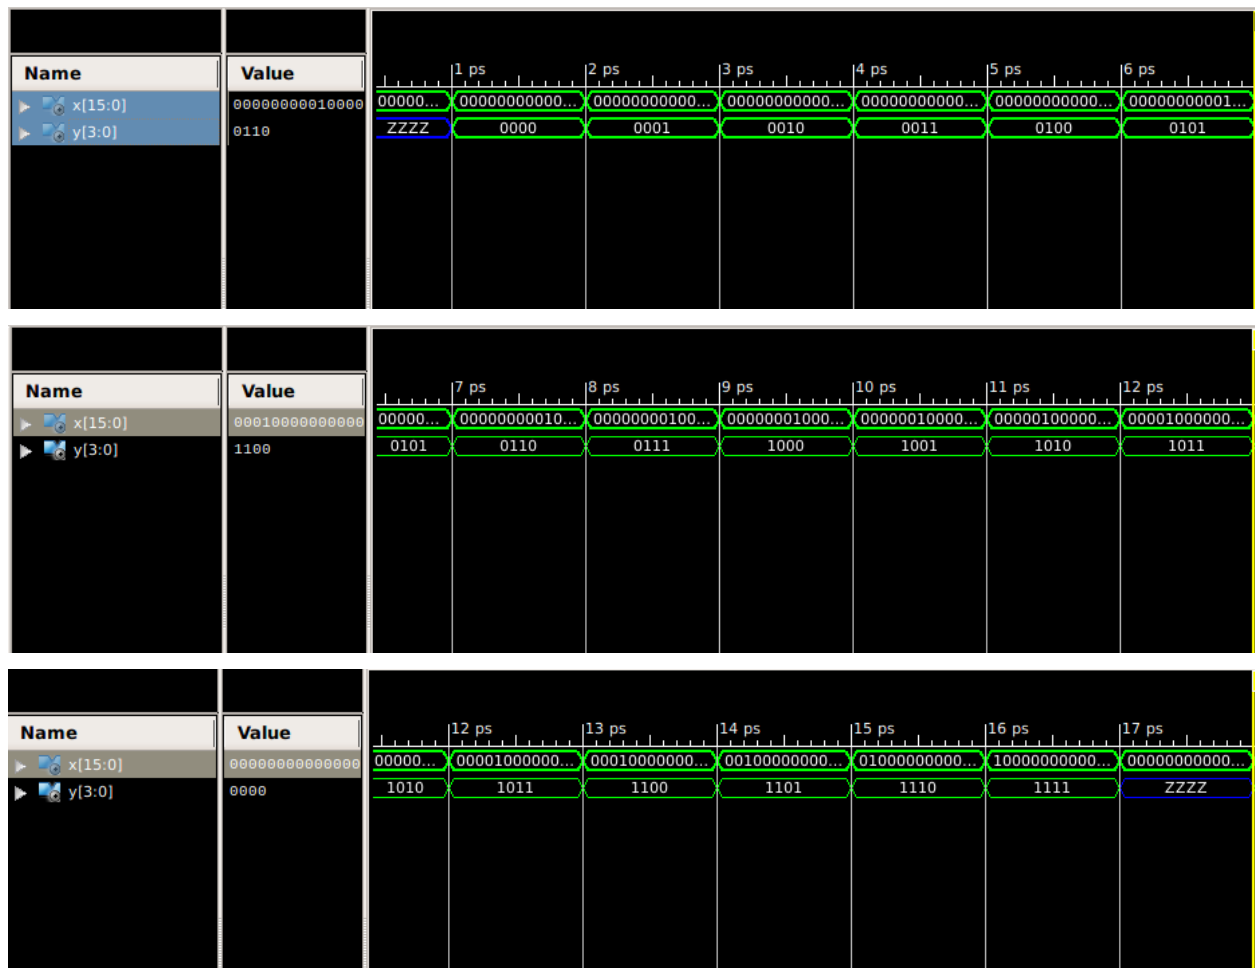 1 ps 2 ps 3 ps 4 ps 5 ps 6 ps
Name Value
x[15:0] 00000000010000 00000... 00000000000... 00000000000... 00000000000... 00000000000... 00000000000... 00000000001...
y[3:0] 0110 ZZZZ 0000 0001 0010 0011 0100 0101
7 ps 8 ps 9 ps 10 ps 11 ps 12 ps
Name Value
x[15:0] 00010000000000 00000... 00000000010... 00000000100... 00000001000... 00000010000... 00000100000... 00001000000...
y[3:0] 1100 0101 0110 0111 1000 1001 1010 1011
12 ps 13 ps 14 ps 15 ps 16 ps 17 ps
Name Value
x[15:0] 00000000000000 00000... 00001000000... 00010000000... 00100000000... 01000000000... 10000000000... 00000000000...
y[3:0] 0000 1010 1011 1100 1101 1110 1111 ZZZZ